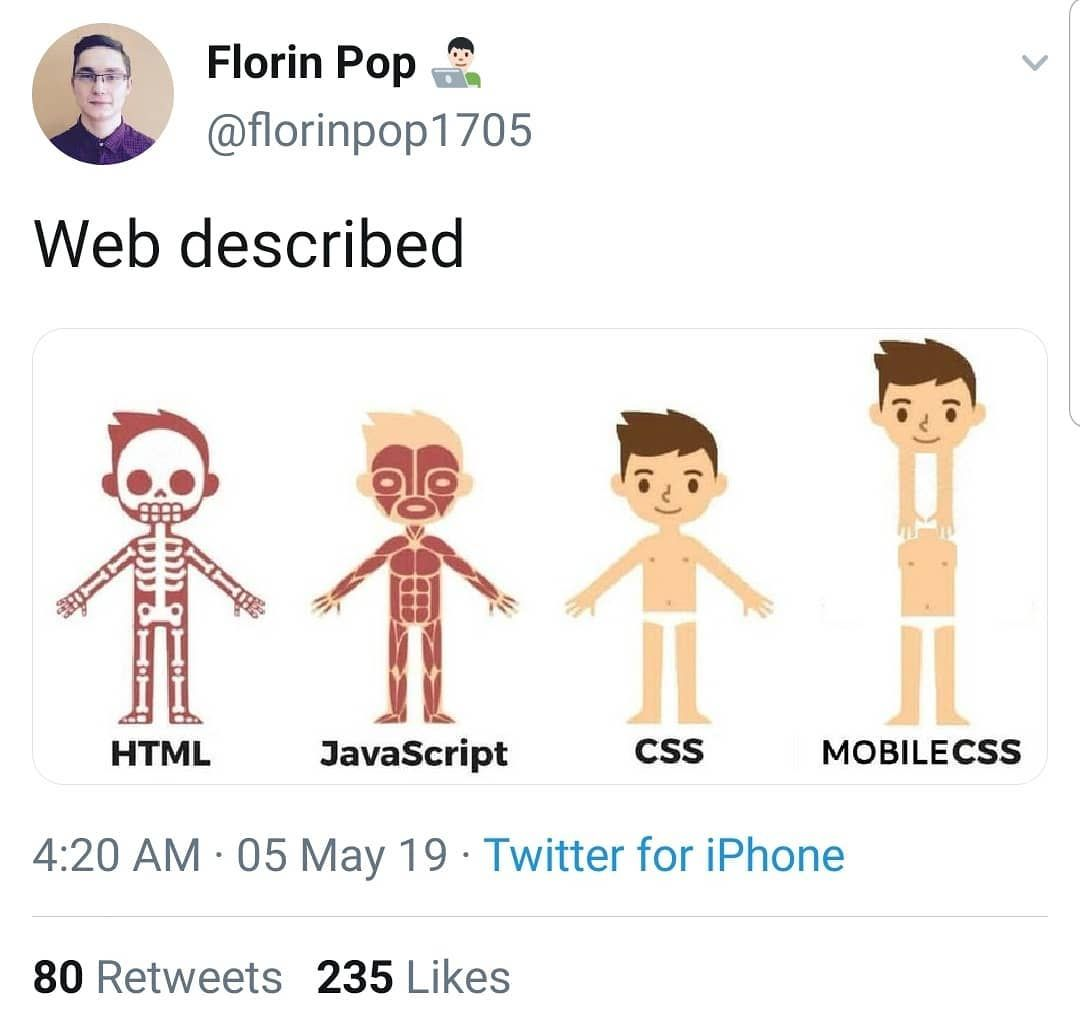 Florin Pop
@florinpop1705
Web described
HTML JavaScript CSS MOBILECSS
4:20 AM · 05 May 19 · Twitter for iPhone
80 Retweets 235 Likes